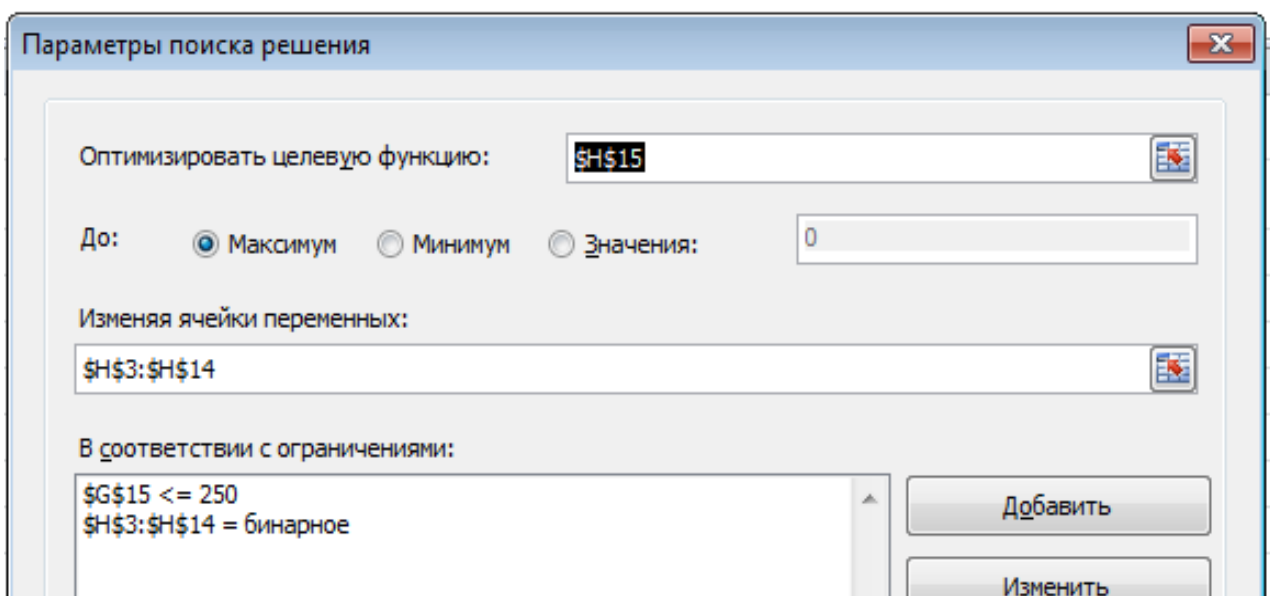 Параметры поиска решения
Оптимизировать целевую функцию: $H$15
До: Максимум Минимум Значения: 0
Изменяя ячейки переменных:
$H$3:$H$14
В соответствии с ограничениями:
$G$15 <= 250
$H$3:$H$14 = бинарное
Добавить
Изменить